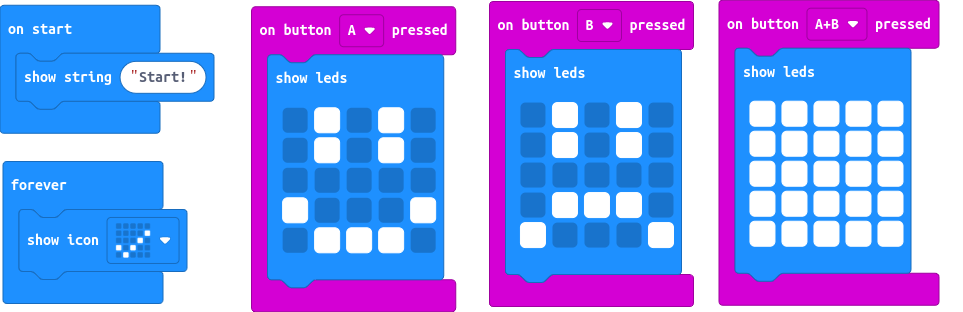 on start
show string "Start!"
forever
show icon
on button A pressed
show leds
on button B pressed
show leds
on button A+B pressed
show leds